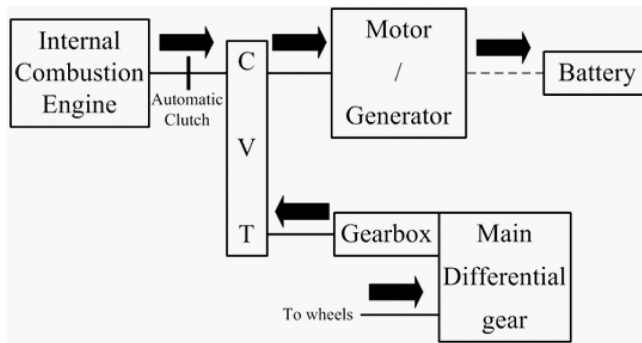 Internal
Combustion
Engine
Automatic
Clutch
C
V
T
Motor
/
Generator
Battery
Gearbox
Main
Differential
gear
To wheels